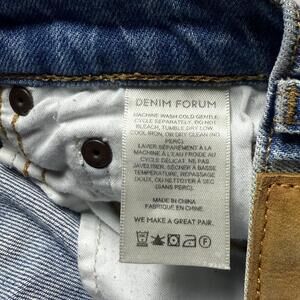 DENIM FORUM
MACHINE WASH COLD GENTLE
CYCLE SEPARATELY. DO NOT
BLEACH, TUMBLE DRY LOW,
COOL IRON, OR DRY CLEAN (NO
PERC).
LAVER SÉPARÉMENT À LA
MACHINE À L'EAU FROIDE AU
CYCLE DÉLICAT. NE PAS
JAVELISER. SÉCHER À BASSE
TEMPÉRATURE, REPASSAGE
DOUX, OU NETTOYER À SEC
(SANS PERC).
MADE IN CHINA
FABRIQUÉ EN CHINE.
WE MAKE A GREAT PAIR.